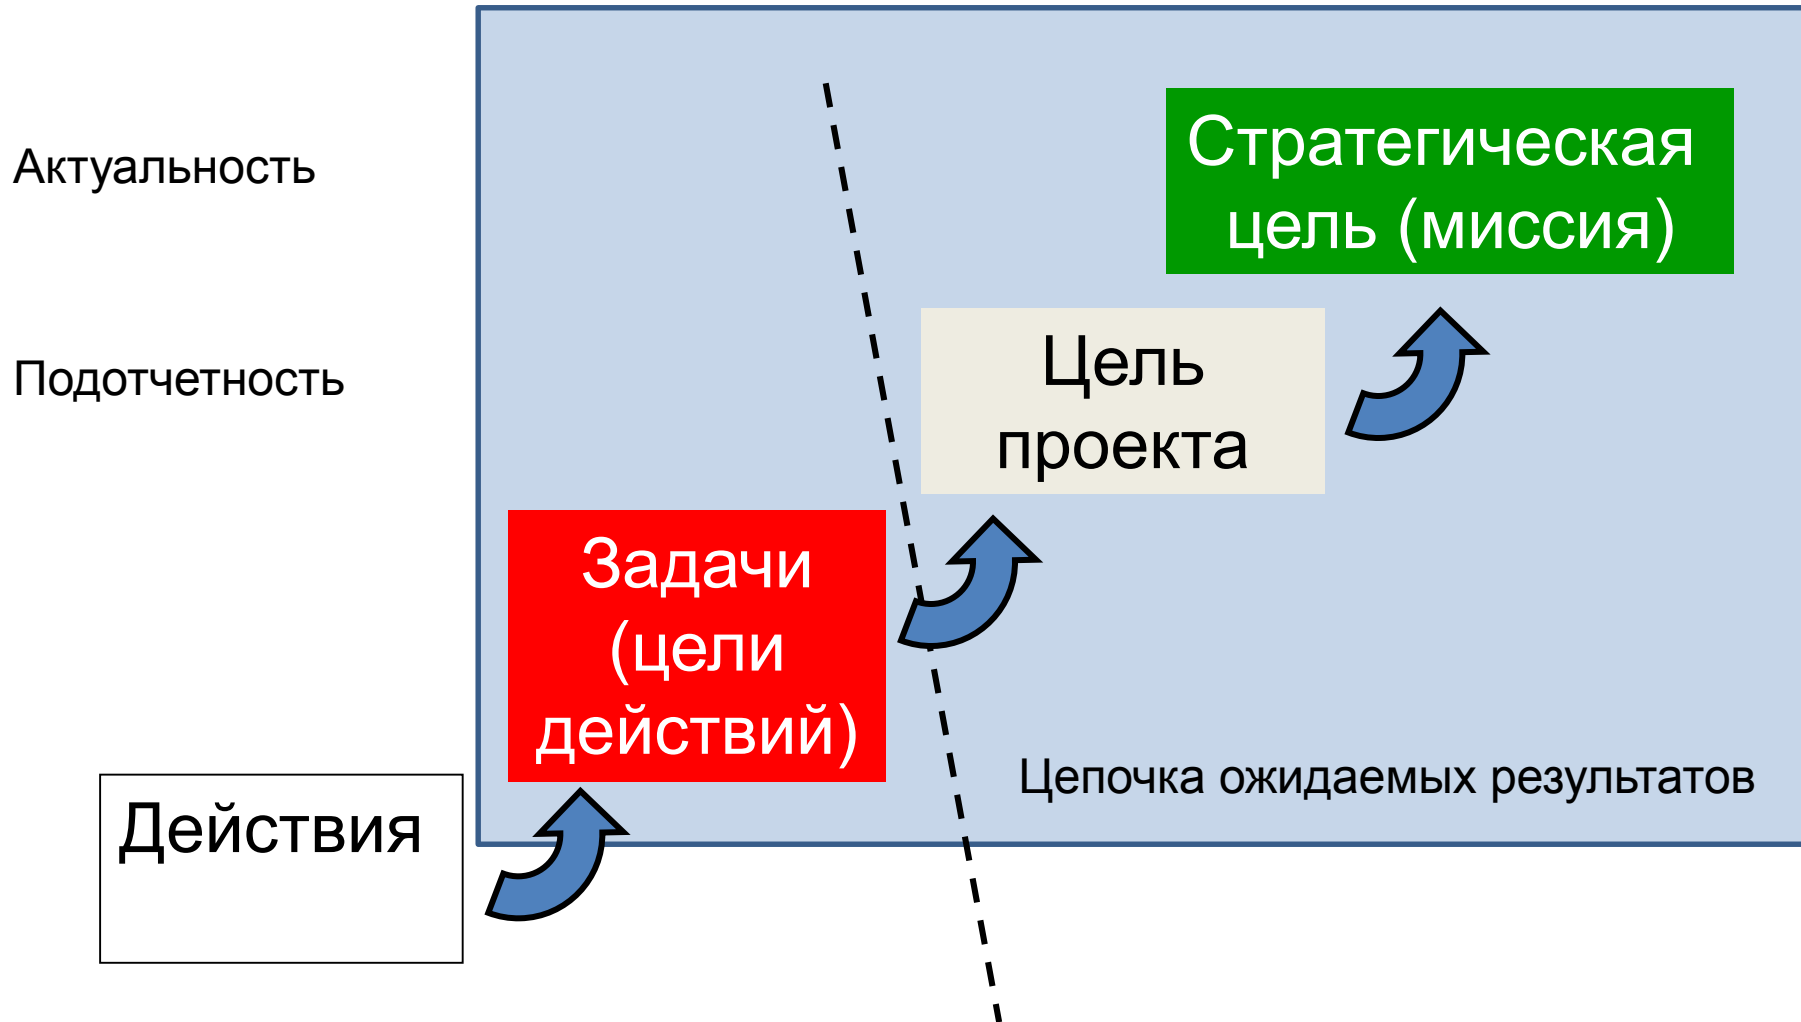 Актуальность
Стратегическая
цель (миссия)
Подотчетность
Цель
проекта
Задачи
(цели
действий)
Цепочка ожидаемых результатов
Действия